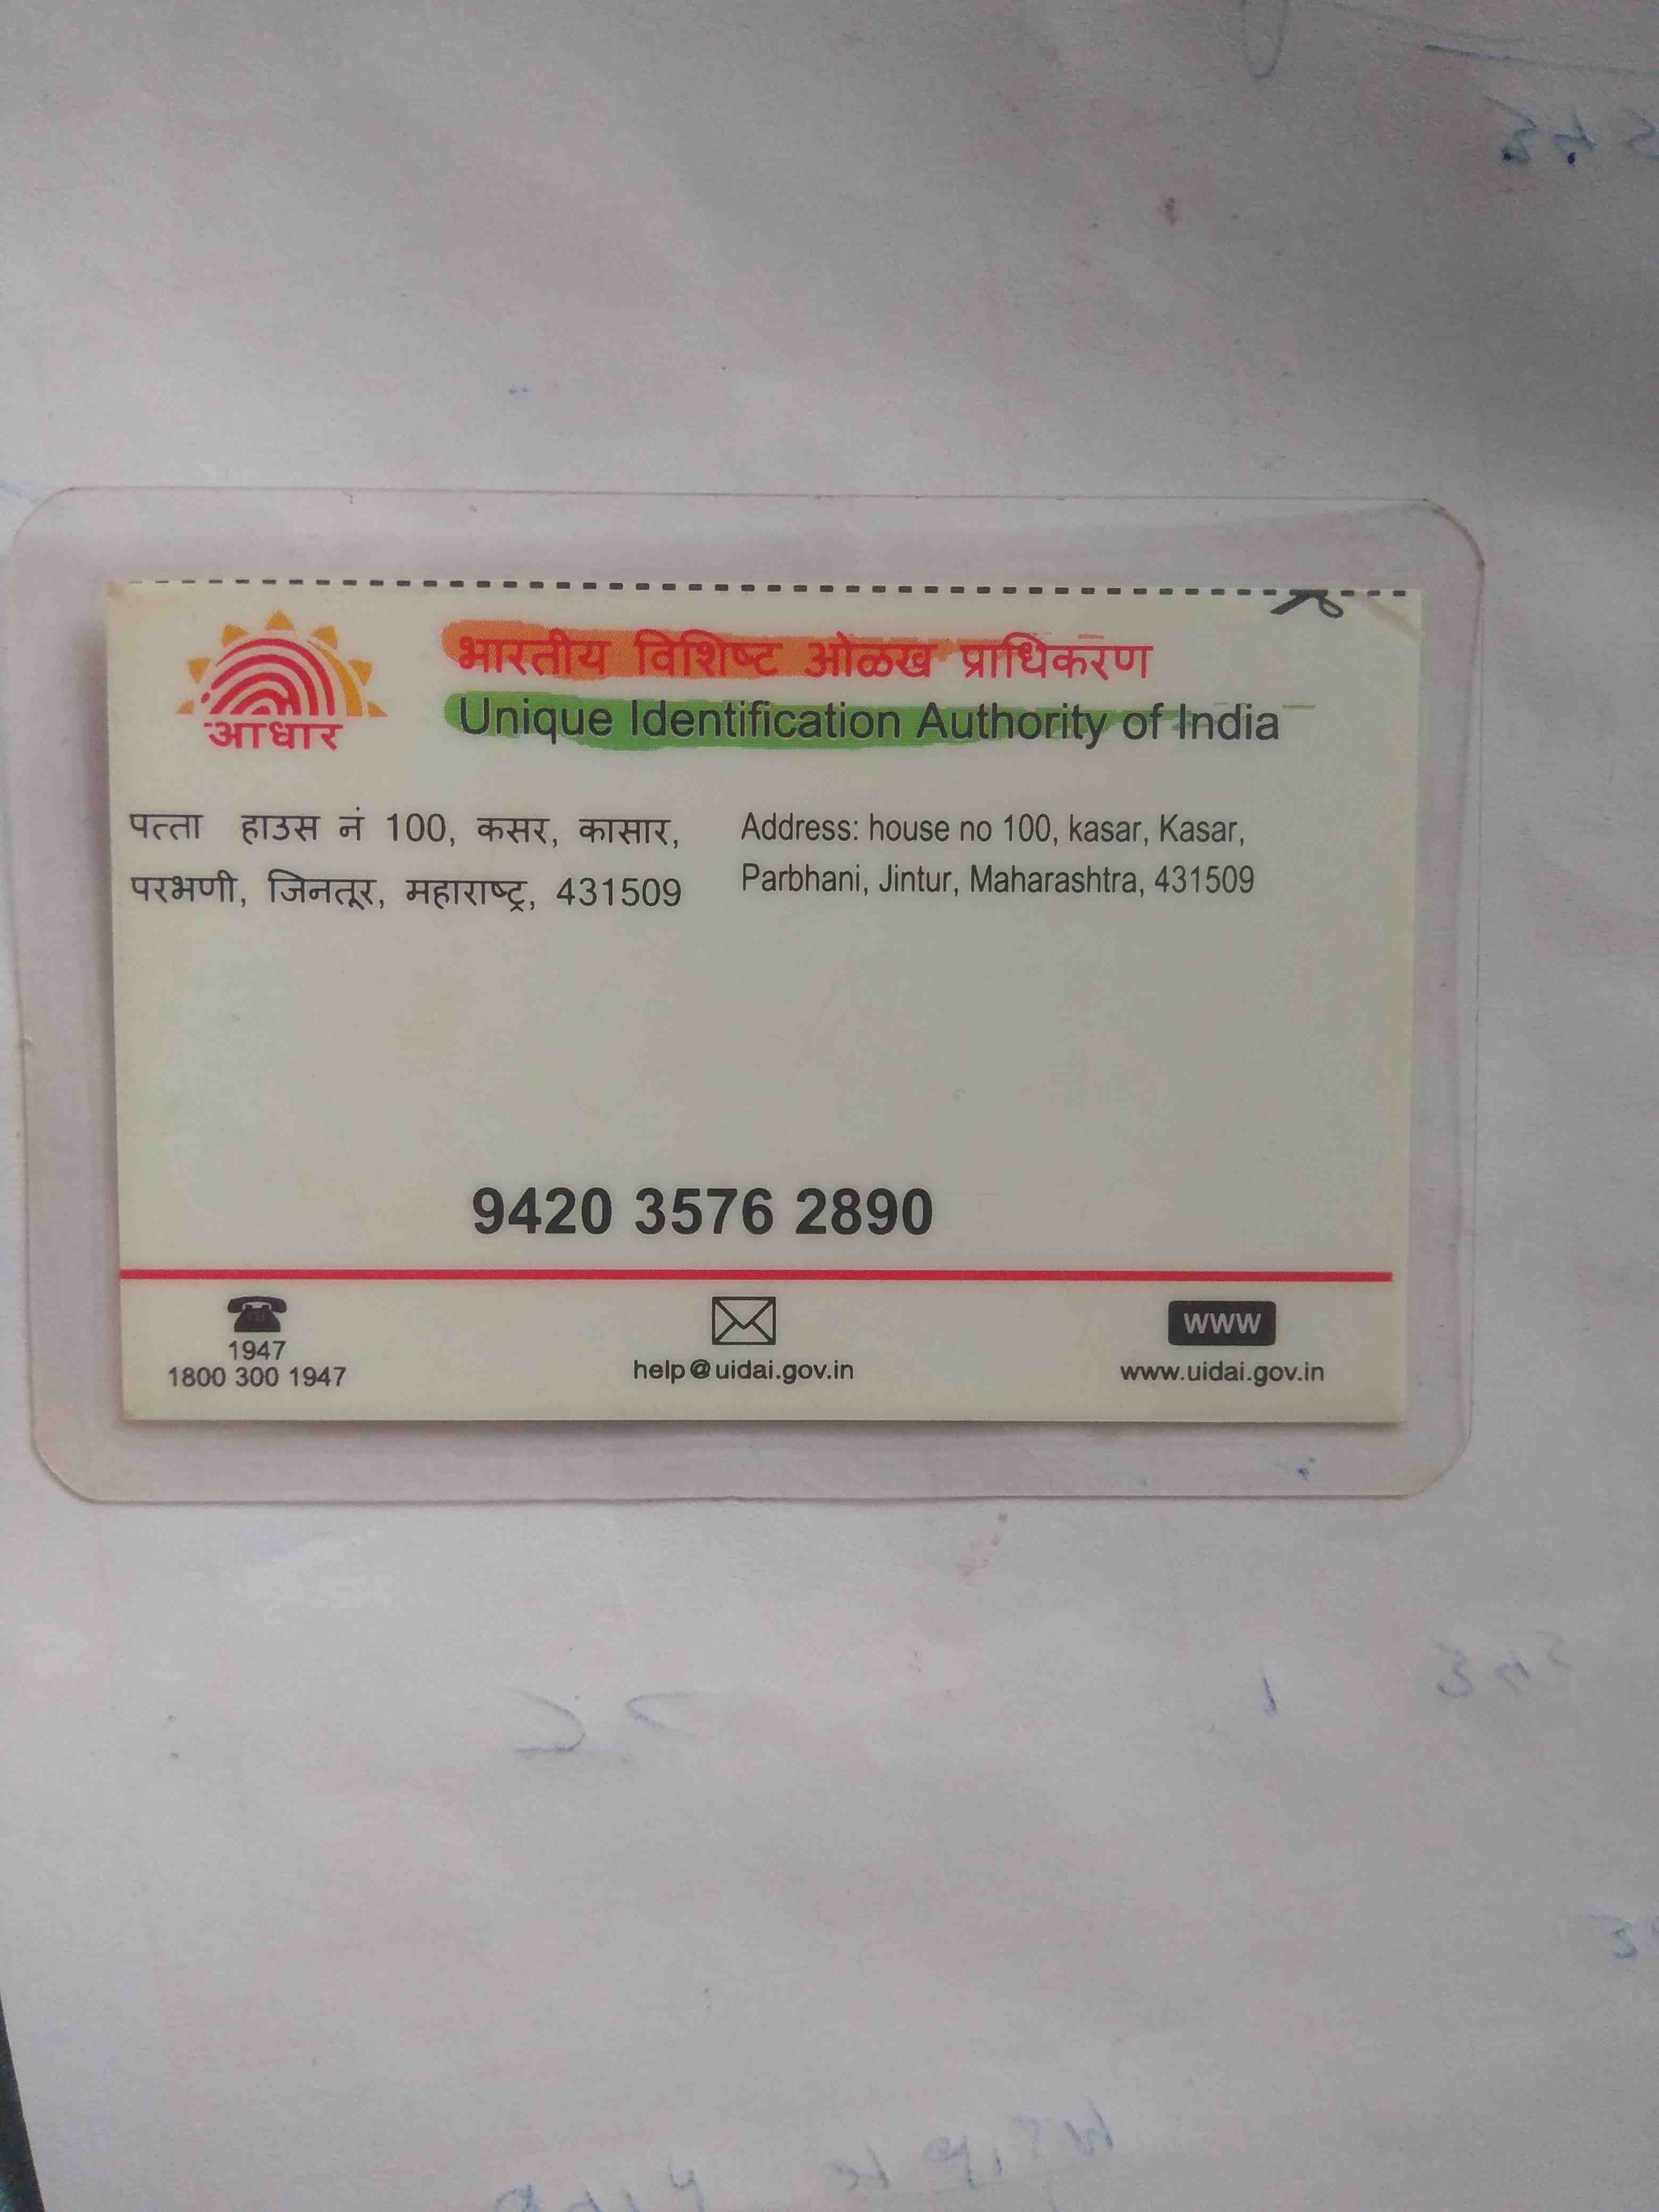 आधार
भारतीय विशिष्ट ओळख प्राधिकरण
Unique Identification Authority of India
पत्ता हाउस नं 100, कसर, कासार,
परभणी, जिनतूर, महाराष्ट्र, 431509
Address: house no 100, kasar, Kasar,
Parbhani, Jintur, Maharashtra, 431509
9420 3576 2890
1947
1800 300 1947
help@uidai.gov.in
www
www.uidai.gov.in